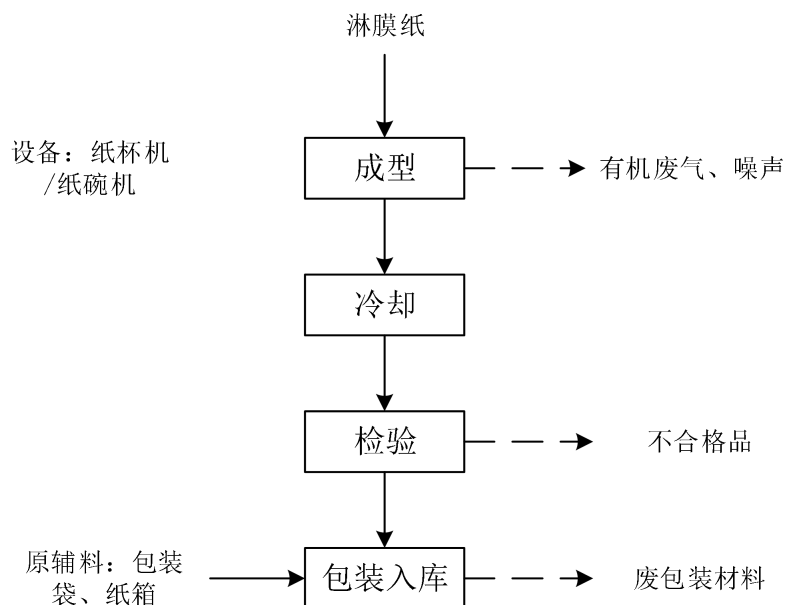 淋膜纸
设备：纸杯机
/纸碗机
成型
有机废气、噪声
冷却
检验
不合格品
原辅料：包装
袋、纸箱
包装入库
废包装材料